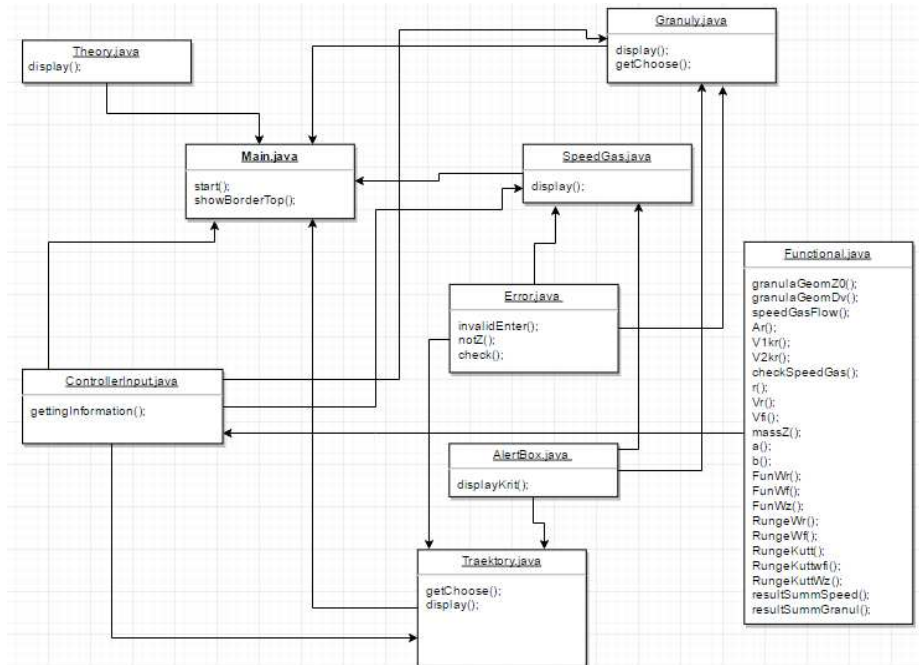 Theory.java
display();
Granuly.java
display();
getChoose();
Main.java
start();
showBorderTop();
SpeedGas.java
display();
Functional.java
granulaGeomZ0();
granulaGeomDv();
speedGasFlow();
Ar();
V1kr();
V2kr();
checkSpeedGas();
r();
Vr();
Vfi();
massZ();
a();
b();
FunWr();
FunWf();
FunWz();
RungeWr();
RungeWf();
RungeKutt();
RungeKuttwfi();
RungeKuttWz();
resultSummSpeed();
resultSummGranul();
Error.java
invalidEnter();
notZ();
check();
ControllerInput.java
gettingInformation();
AlertBox.java
displayKrit();
Traektory.java
getChoose();
display();